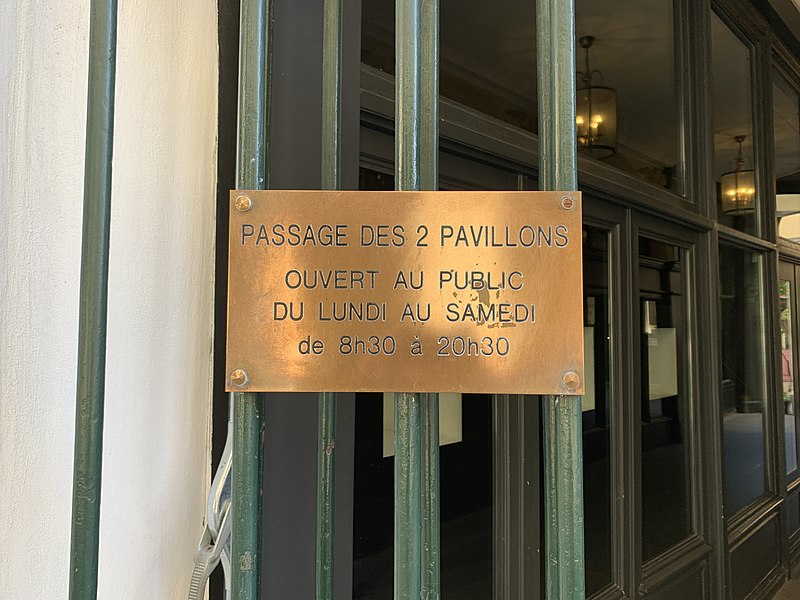 PASSAGE DES 2 PAVILLONS
OUVERT AU PUBLIC
DU LUNDI AU SAMEDI
de 8h30 à 20h30